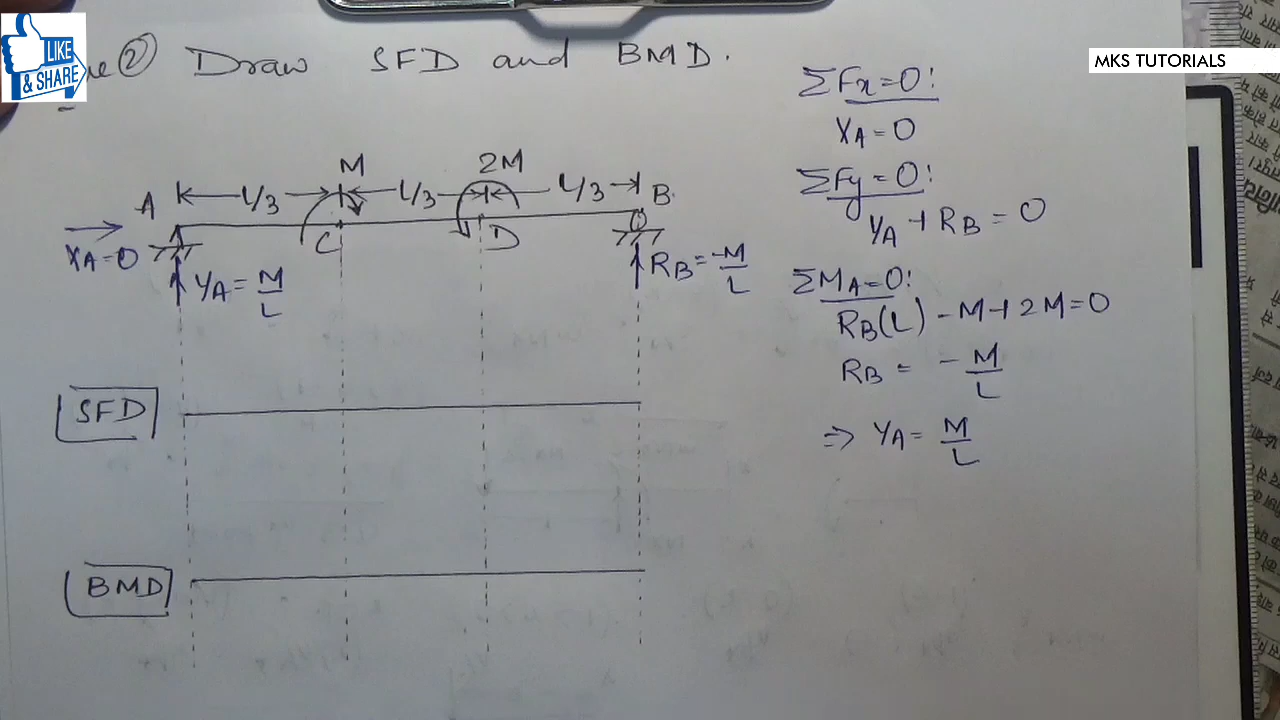 LIKE
& SHARE
MKS TUTORIALS
② Draw SFD and BMD.
M
2M
A
L/3
L/3
L/3
B
C
D
XA=0
YA = M/L
RB = -M/L
SFD
BMD
ΣFx=0!
XA=0
ΣFy=0!
YA + RB = 0
ΣMA=0!
RB(L) - M + 2M = 0
RB = - M/L
⇒ YA = M/L